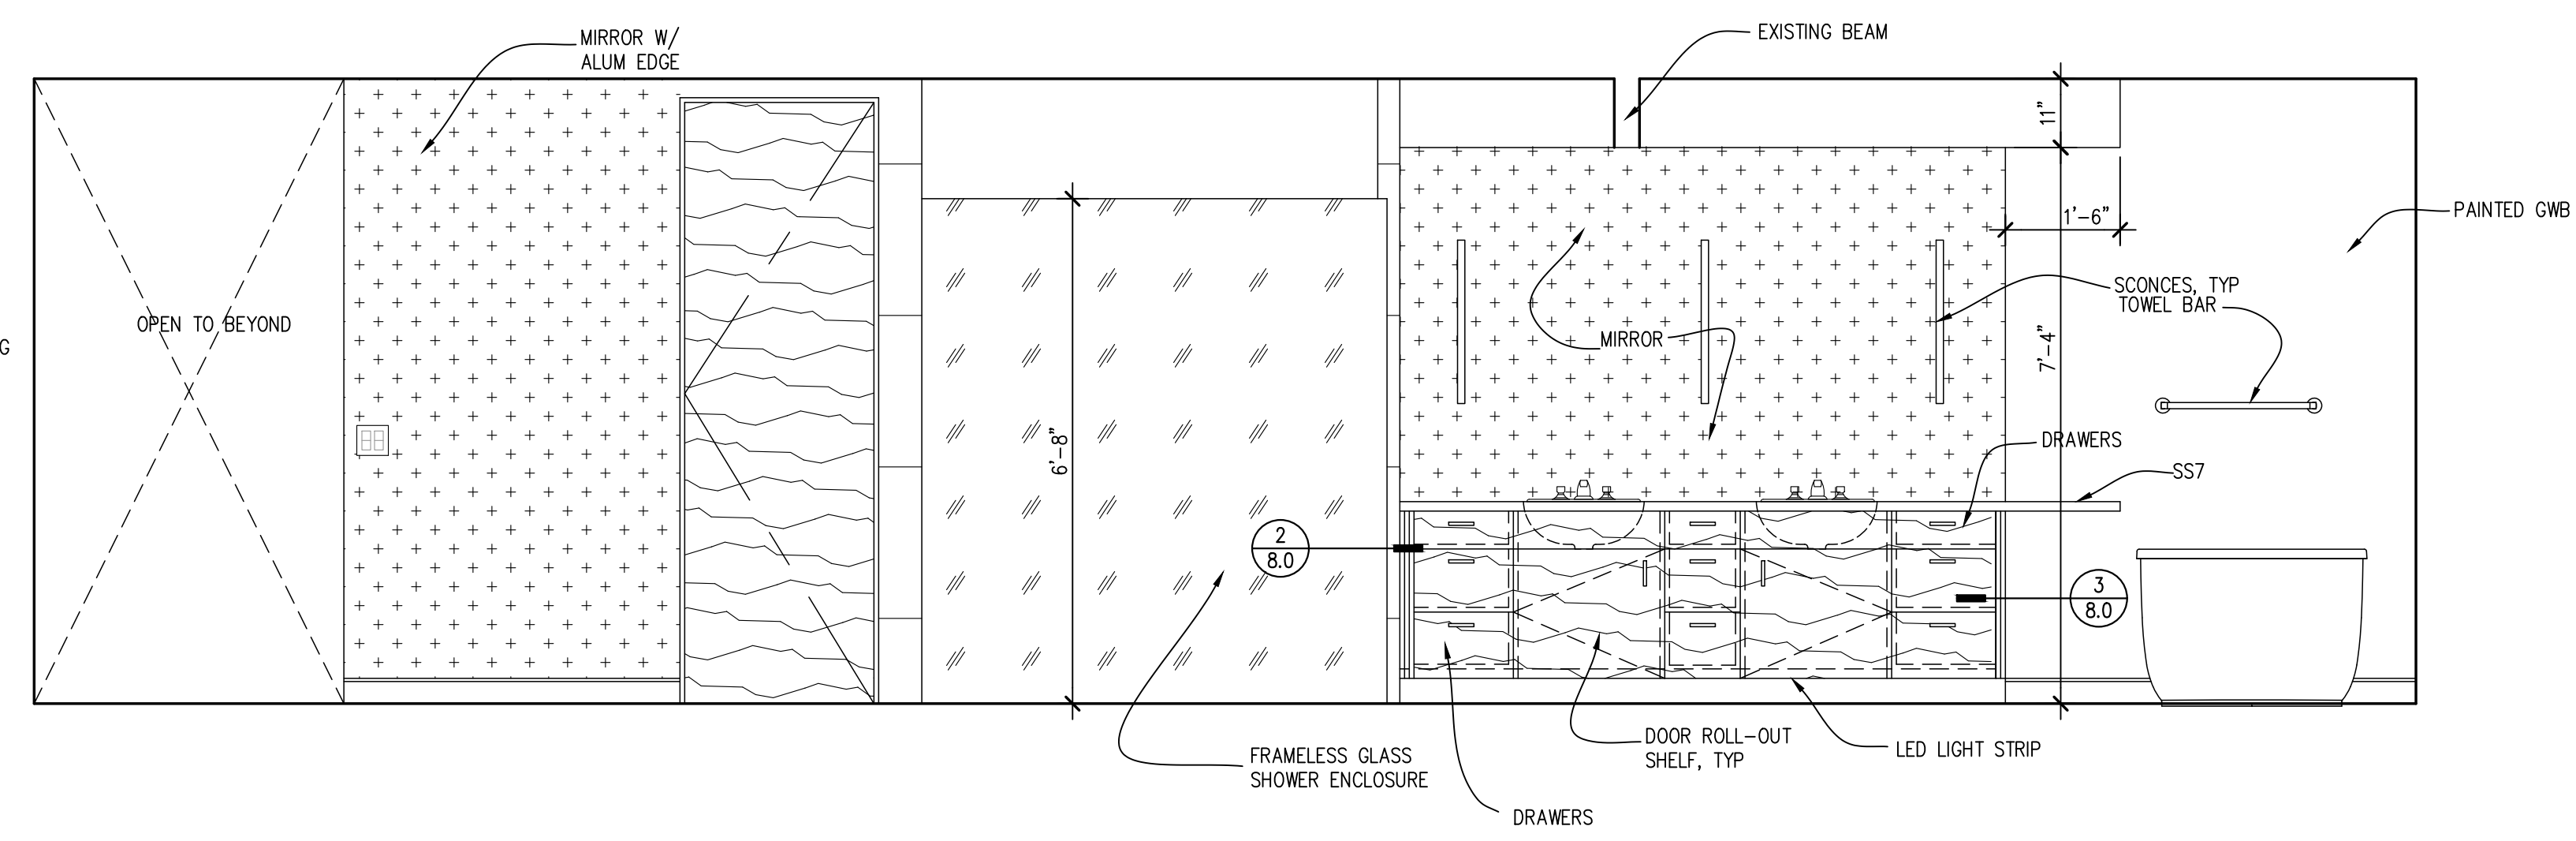 MIRROR W/
ALUM EDGE
EXISTING BEAM
11"
PAINTED GWB
1'-6"
SCONCES, TYP
TOWEL BAR
OPEN TO BEYOND
G
MIRROR
7'-4"
6'-8"
DRAWERS
SS7
2
8.0
3
8.0
DOOR ROLL-OUT
SHELF, TYP
LED LIGHT STRIP
FRAMELESS GLASS
SHOWER ENCLOSURE
DRAWERS